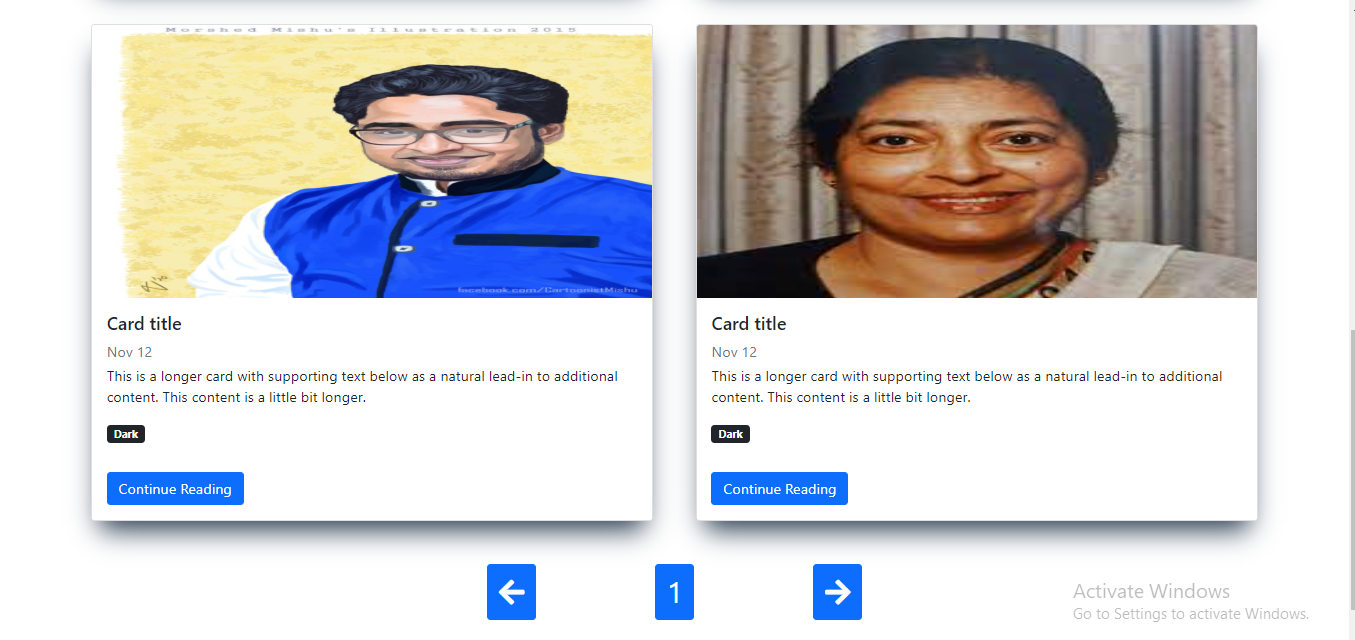 Morshed Mishu's Illustration 2015
facebook.com/CartoonistMishu
Card title
Nov 12
This is a longer card with supporting text below as a natural lead-in to additional
content. This content is a little bit longer.
Dark
Continue Reading
Card title
Nov 12
This is a longer card with supporting text below as a natural lead-in to additional
content. This content is a little bit longer.
Dark
Continue Reading
1
Activate Windows
Go to Settings to activate Windows.